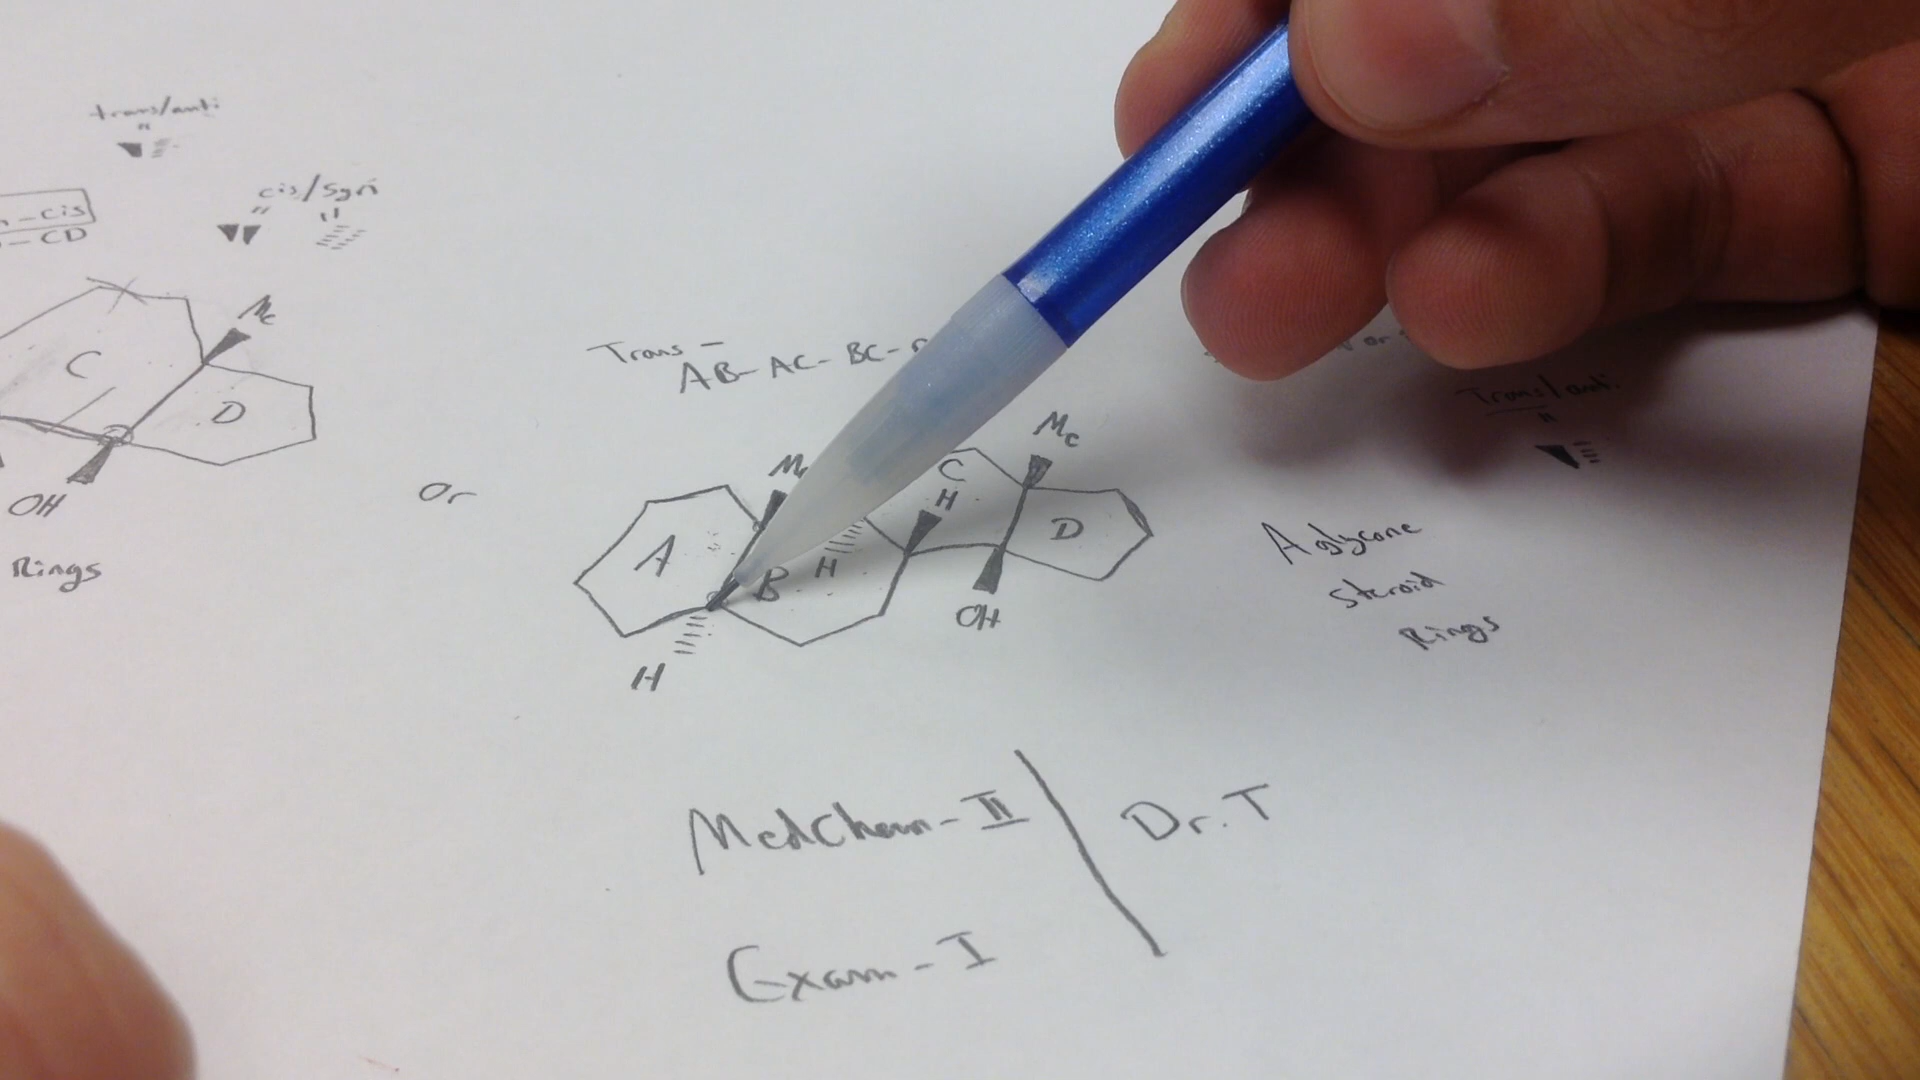 trans/anti
cis/syn
-Cis
-CD
Me
C
D
OH
Rings
Or
Trans -
AB- AC- BC-
Me
C
H
A
B
H
D
OH
H
Trans/anti
Aglycone
Steroid
Rings
MedChem-II
Dr. T
Exam-I